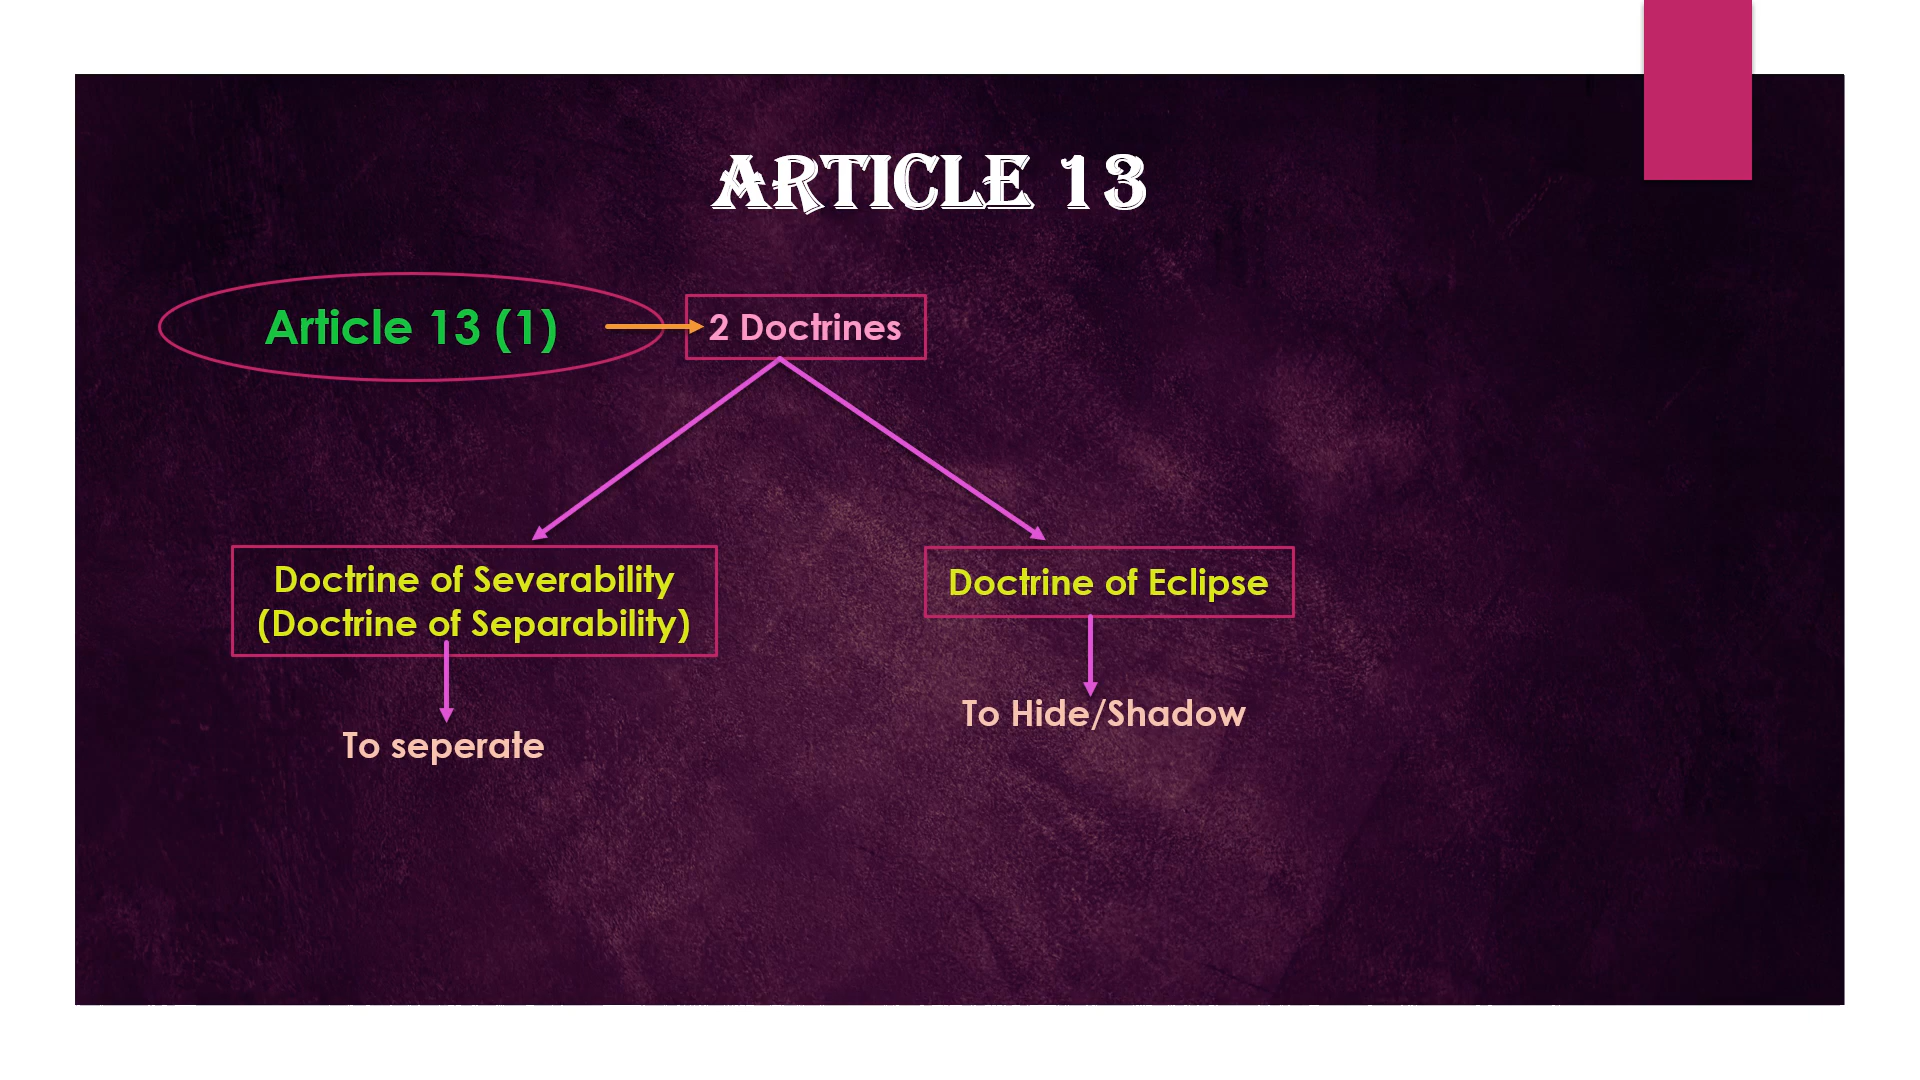 ARTICLE 13
Article 13 (1)
2 Doctrines
Doctrine of Severability
(Doctrine of Separability)
Doctrine of Eclipse
To Hide/Shadow
To seperate